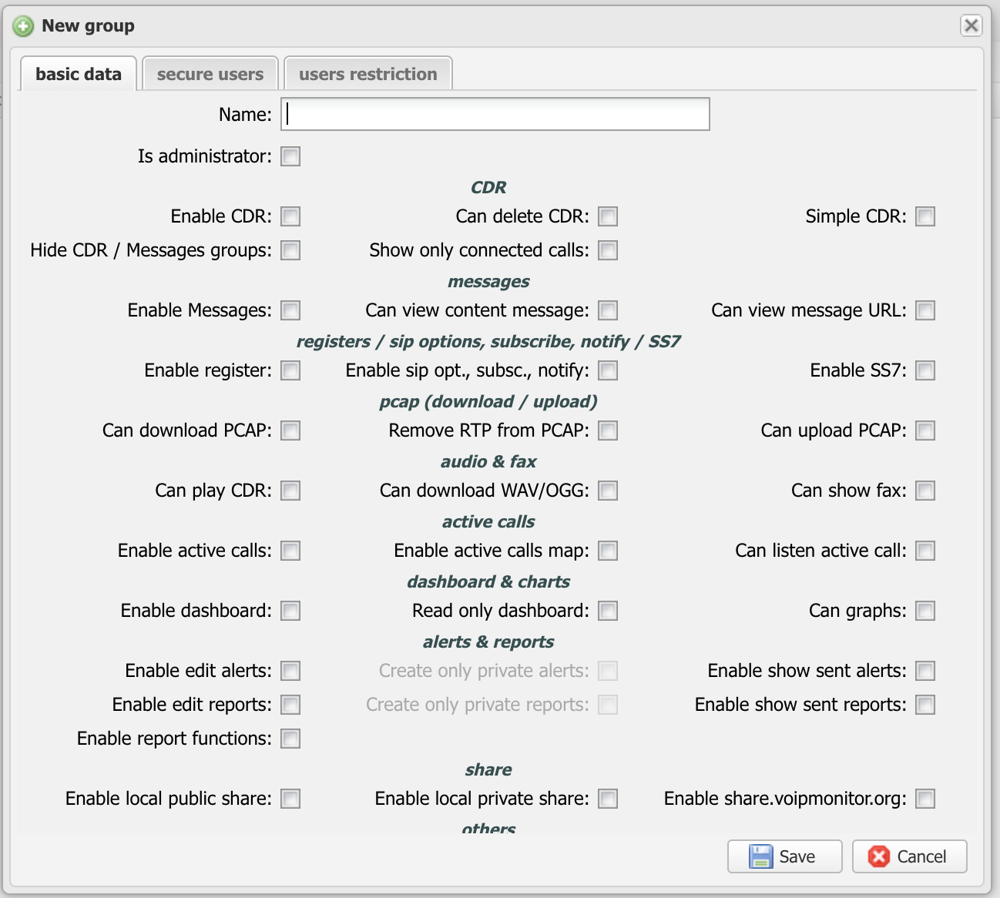 New group
basic data secure users users restriction
Name:
Is administrator:
CDR
Enable CDR: Can delete CDR: Simple CDR:
Hide CDR / Messages groups: Show only connected calls:
messages
Enable Messages: Can view content message: Can view message URL:
registers / sip options, subscribe, notify / SS7
Enable register: Enable sip opt., subsc., notify: Enable SS7:
pcap (download / upload)
Can download PCAP: Remove RTP from PCAP: Can upload PCAP:
audio & fax
Can play CDR: Can download WAV/OGG: Can show fax:
active calls
Enable active calls: Enable active calls map: Can listen active call:
dashboard & charts
Enable dashboard: Read only dashboard: Can graphs:
alerts & reports
Enable edit alerts: Create only private alerts: Enable show sent alerts:
Enable edit reports: Create only private reports: Enable show sent reports:
Enable report functions:
share
Enable local public share: Enable local private share: Enable share.voipmonitor.org:
others
Save Cancel